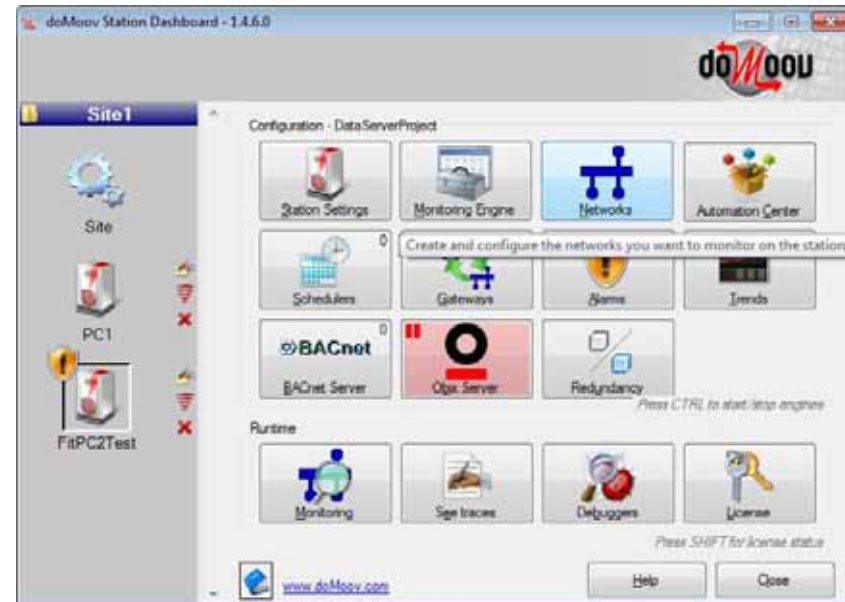 doMoov Station Dashboard - 1.4.6.0
doMoov
Site1
Site
PC1
FitPC2Test
Configuration - DataServerProject
Station Settings
Monitoring Engine
Networks
Automation Center
Create and configure the networks you want to monitor on the station
0
Schedulers
Gateways
Alarms
Trends
0
BACnet
BACnet Server
Obix Server
Redundancy
Press CTRL to start/stop engines
Runtime
Monitoring
See traces
Debuggers
License
Press SHIFT for license status
www.doMoov.com
Help
Close